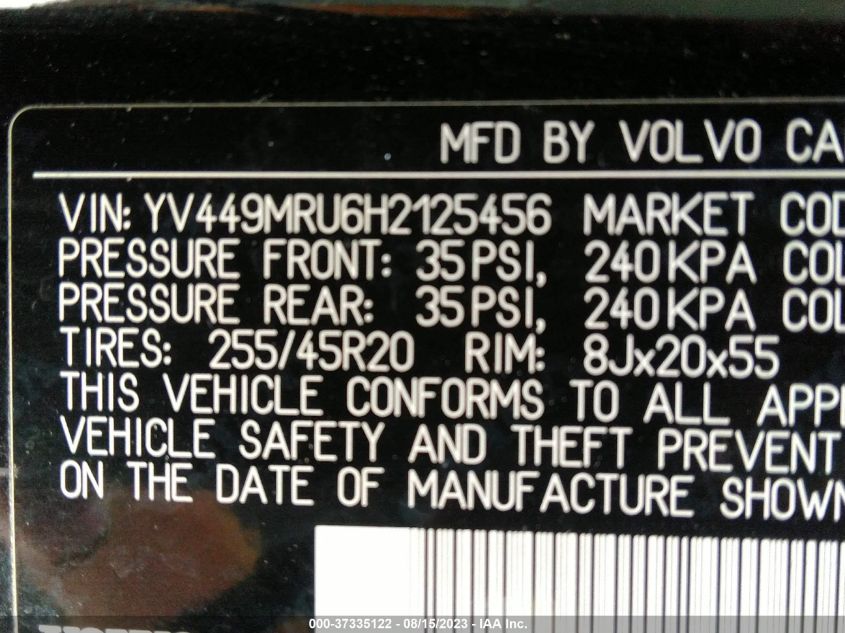 MFD BY VOLVO CA
VIN: YV449MRU6H2125456 MARKET COD
PRESSURE FRONT: 35PSI, 240KPA COL
PRESSURE REAR: 35PSI, 240KPA COL
TIRES: 255/45R20 RIM: 8Jx20x55
THIS VEHICLE CONFORMS TO ALL APPL
VEHICLE SAFETY AND THEFT PREVENT
ON THE DATE OF MANUFACTURE SHOWN
000-37335122 - 08/15/2023 - IAA Inc.